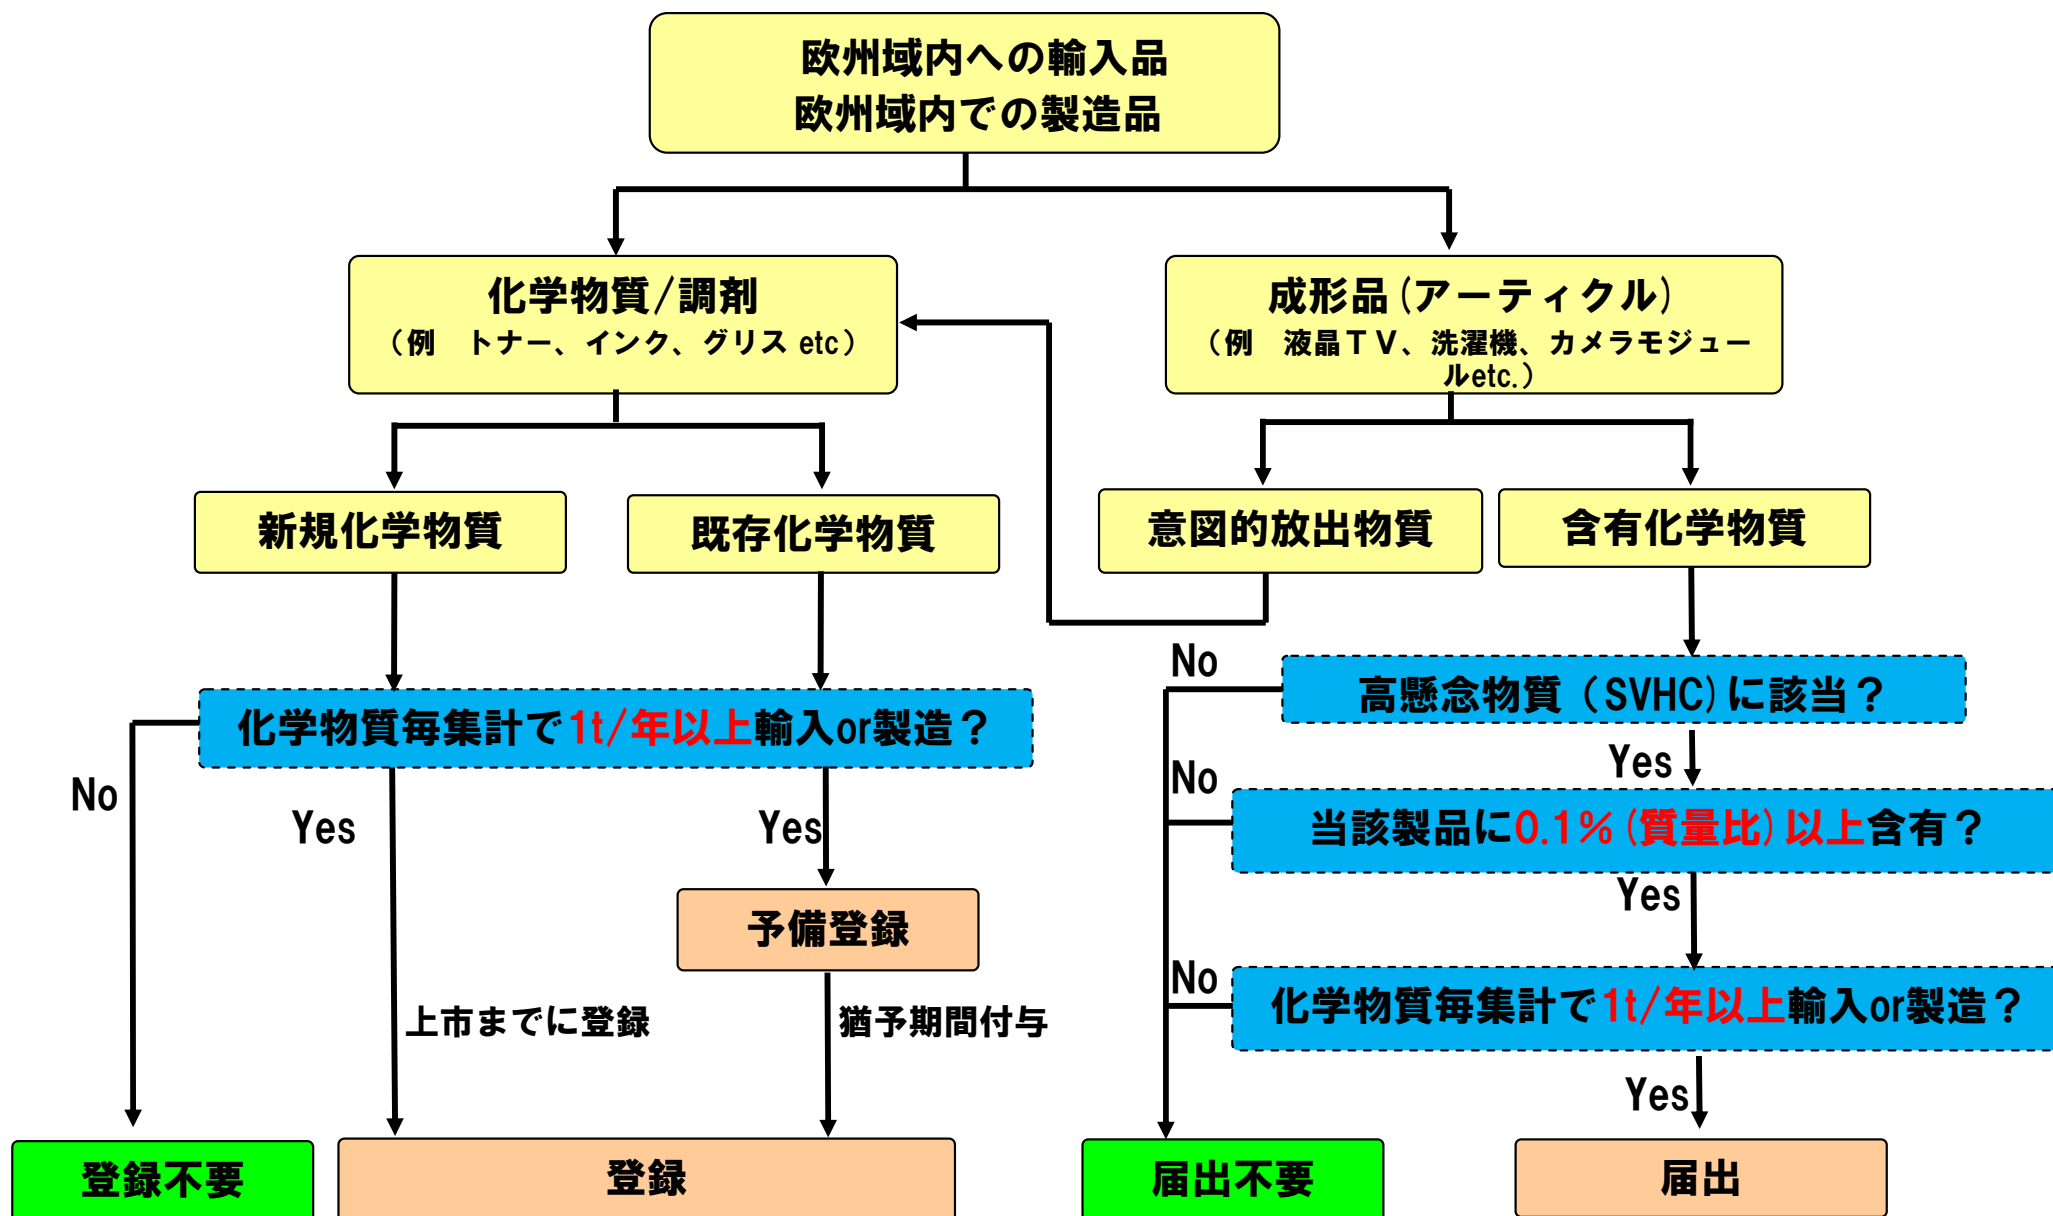 欧州域内への輸入品
欧州域内での製造品
化学物質/調剤
（例　トナー、インク、グリス etc）
成形品(アーティクル)
（例　液晶ＴＶ、洗濯機、カメラモジュー
ルetc.）
新規化学物質
既存化学物質
意図的放出物質
含有化学物質
No
高懸念物質（SVHC)に該当？
化学物質毎集計で1t/年以上輸入or製造？
Yes
No
No
Yes
Yes
当該製品に0.1％(質量比)以上含有？
Yes
予備登録
No
化学物質毎集計で1t/年以上輸入or製造？
上市までに登録
猶予期間付与
Yes
登録不要
登録
届出不要
届出